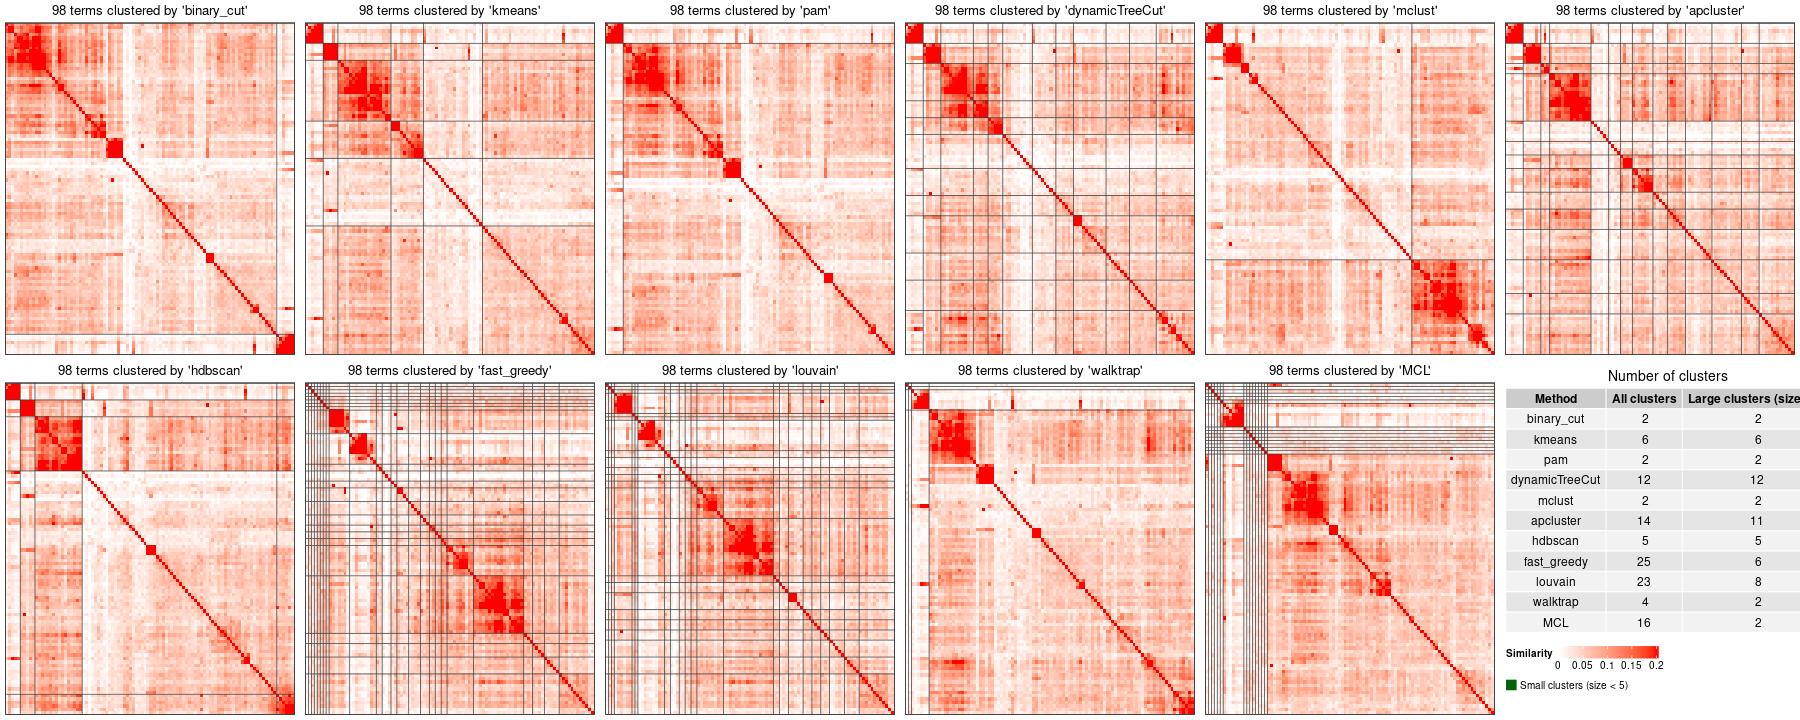 98 terms clustered by 'binary_cut'
98 terms clustered by 'kmeans'
98 terms clustered by 'pam'
98 terms clustered by 'dynamicTreeCut'
98 terms clustered by 'mclust'
98 terms clustered by 'apcluster'
98 terms clustered by 'hdbscan'
98 terms clustered by 'fast_greedy'
98 terms clustered by 'louvain'
98 terms clustered by 'walktrap'
98 terms clustered by 'MCL'
Number of clusters
Method All clusters Large clusters (size
binary_cut 2 2
kmeans 6 6
pam 2 2
dynamicTreeCut 12 12
mclust 2 2
apcluster 14 11
hdbscan 5 5
fast_greedy 25 6
louvain 23 8
walktrap 4 2
MCL 16 2
Similarity
0 0.05 0.1 0.15 0.2
Small clusters (size < 5)